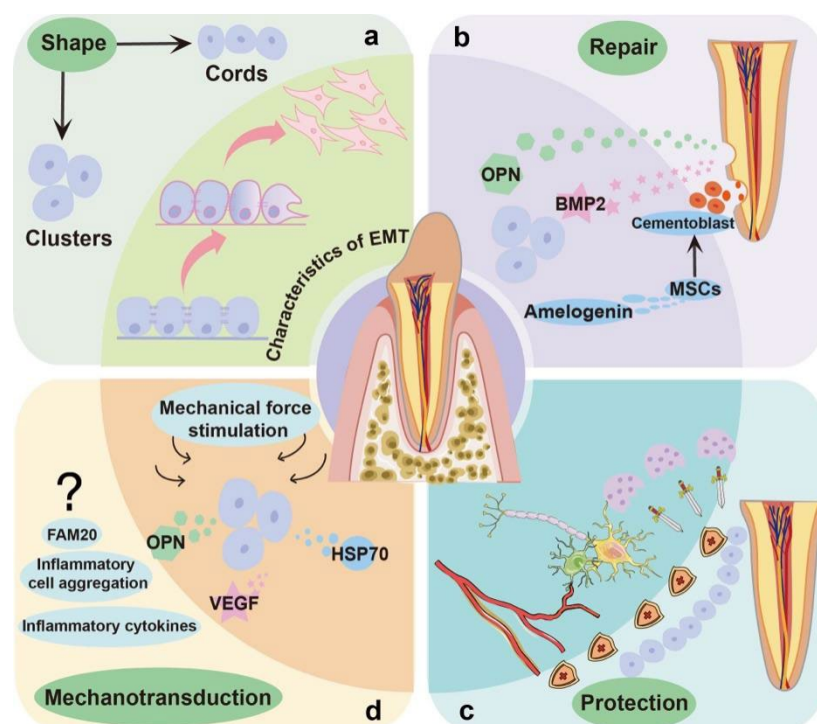 Shape
a
Cords
Clusters
Characteristics of EMT
b
Repair
OPN
BMP2
Cementoblast
MSCs
Amelogenin
Mechanical force
stimulation
?
FAM20
OPN
HSP70
Inflammatory
cell aggregation
VEGF
Inflammatory cytokines
Mechanotransduction
d
c
Protection